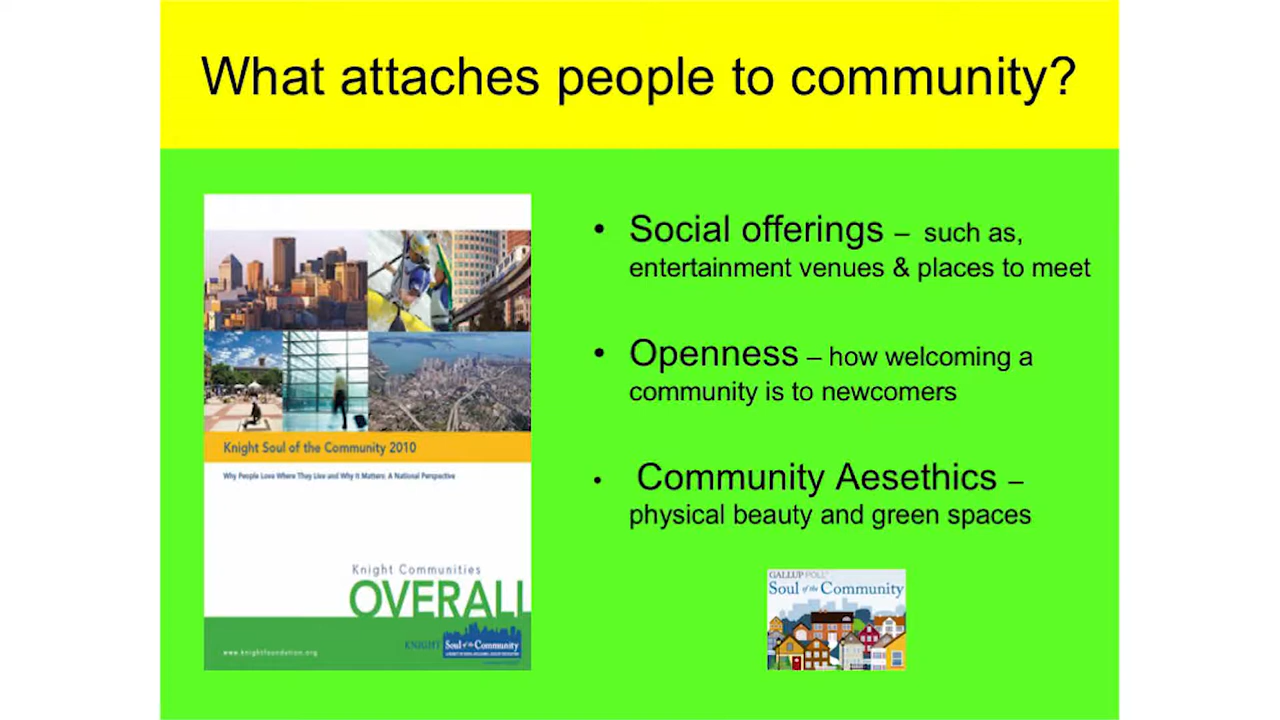 What attaches people to community?
• Social offerings – such as,
entertainment venues & places to meet
• Openness – how welcoming a
community is to newcomers
• Community Aesethics –
physical beauty and green spaces
Knight Soul of the Community 2010
Why People Love Where They Live and Why It Matters: A National Perspective
Knight Communities
OVERALL
www.knightfoundation.org
KNIGHT
Soul of the Community
GALLUP POLL
Soul of the Community